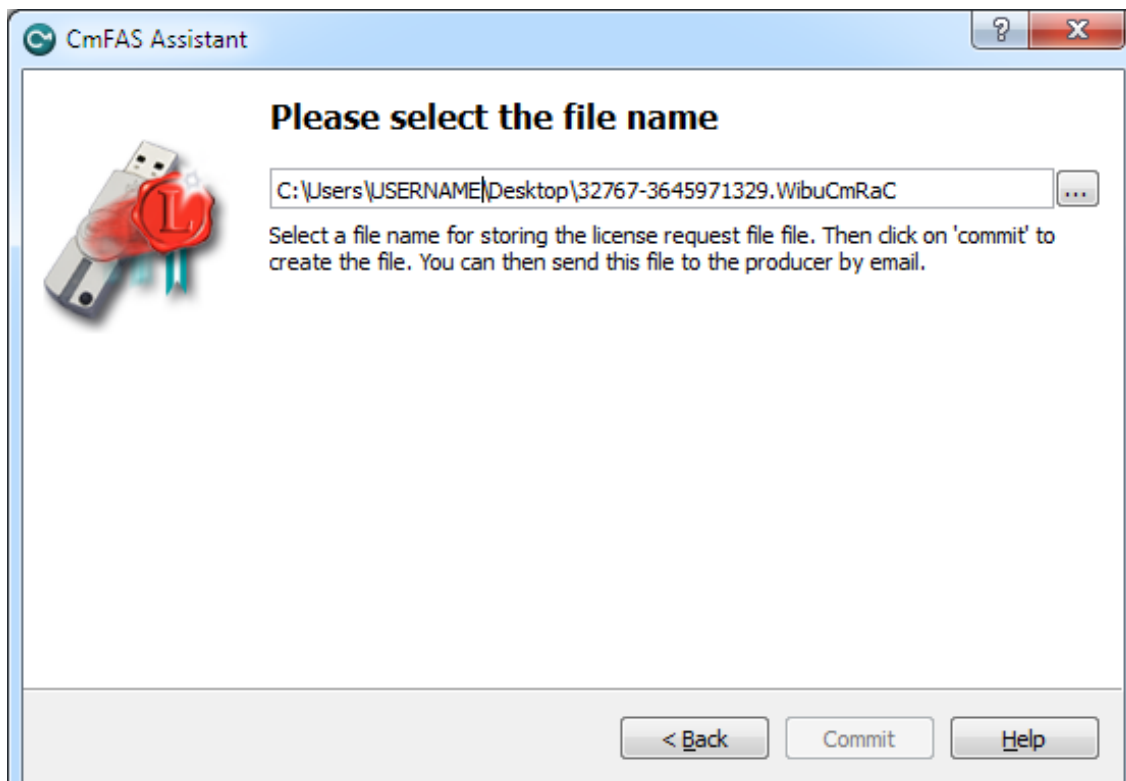 CmFAS Assistant
Please select the file name
C:\Users\USERNAME\Desktop\32767-3645971329.WibuCmRaC
...
Select a file name for storing the license request file file. Then click on 'commit' to
create the file. You can then send this file to the producer by email.
L
< Back
Commit
Help